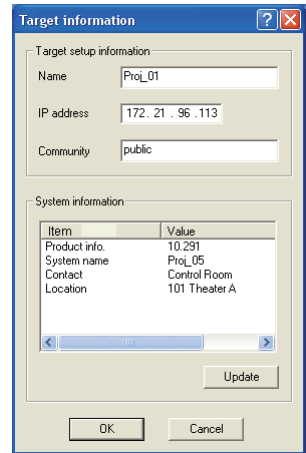 Target information
Target setup information
Name Proj_01
IP address 172. 21 . 96 .113
Community public
System information
Item Value
Product info. 10.291
System name Proj_05
Contact Control Room
Location 101 Theater A
Update
OK Cancel